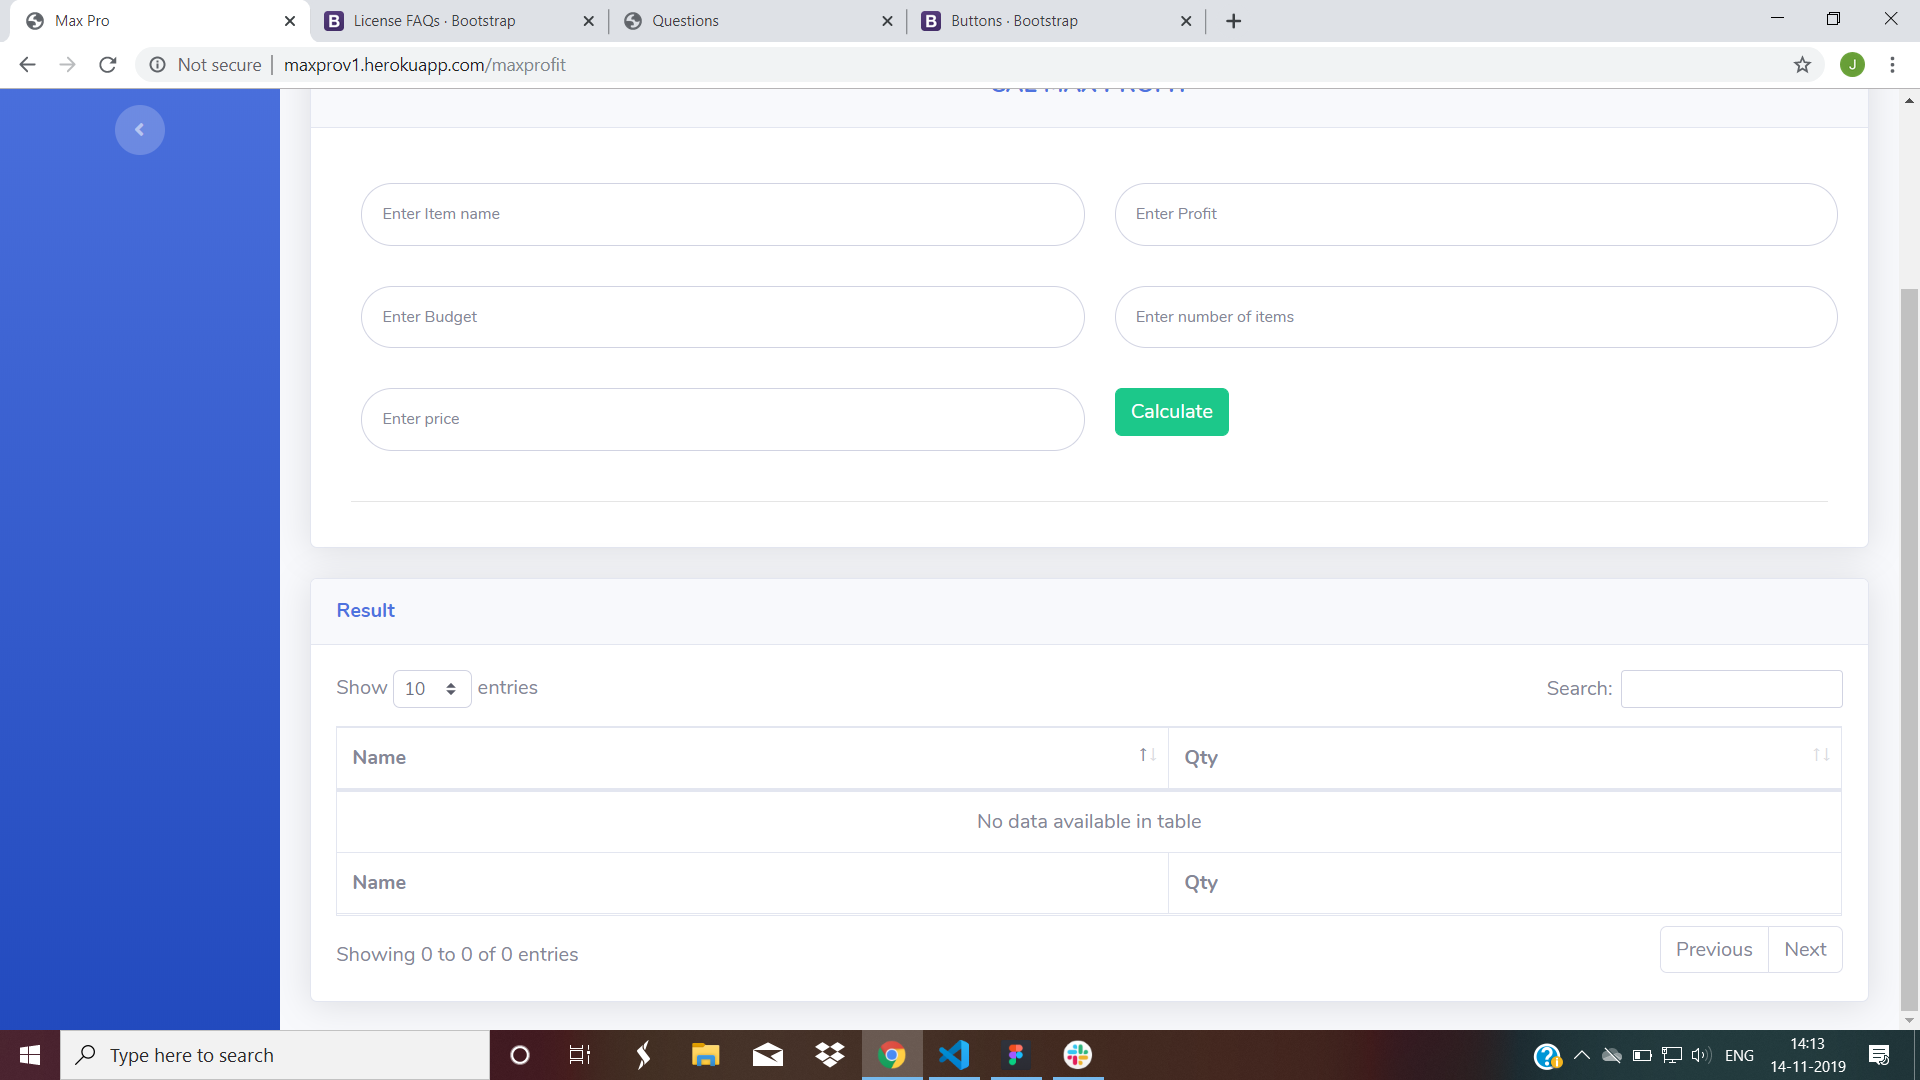 Max Pro
License FAQs · Bootstrap
Questions
B Buttons · Bootstrap
Not secure | maxprov1.herokuapp.com/maxprofit
J
CAL MAX PROFIT
Enter Item name
Enter Profit
Enter Budget
Enter number of items
Enter price
Calculate
Result
Show 10 entries
Search:
Name
Qty
No data available in table
Name
Qty
Showing 0 to 0 of 0 entries
Previous
Next
Type here to search
ENG
14:13
14-11-2019